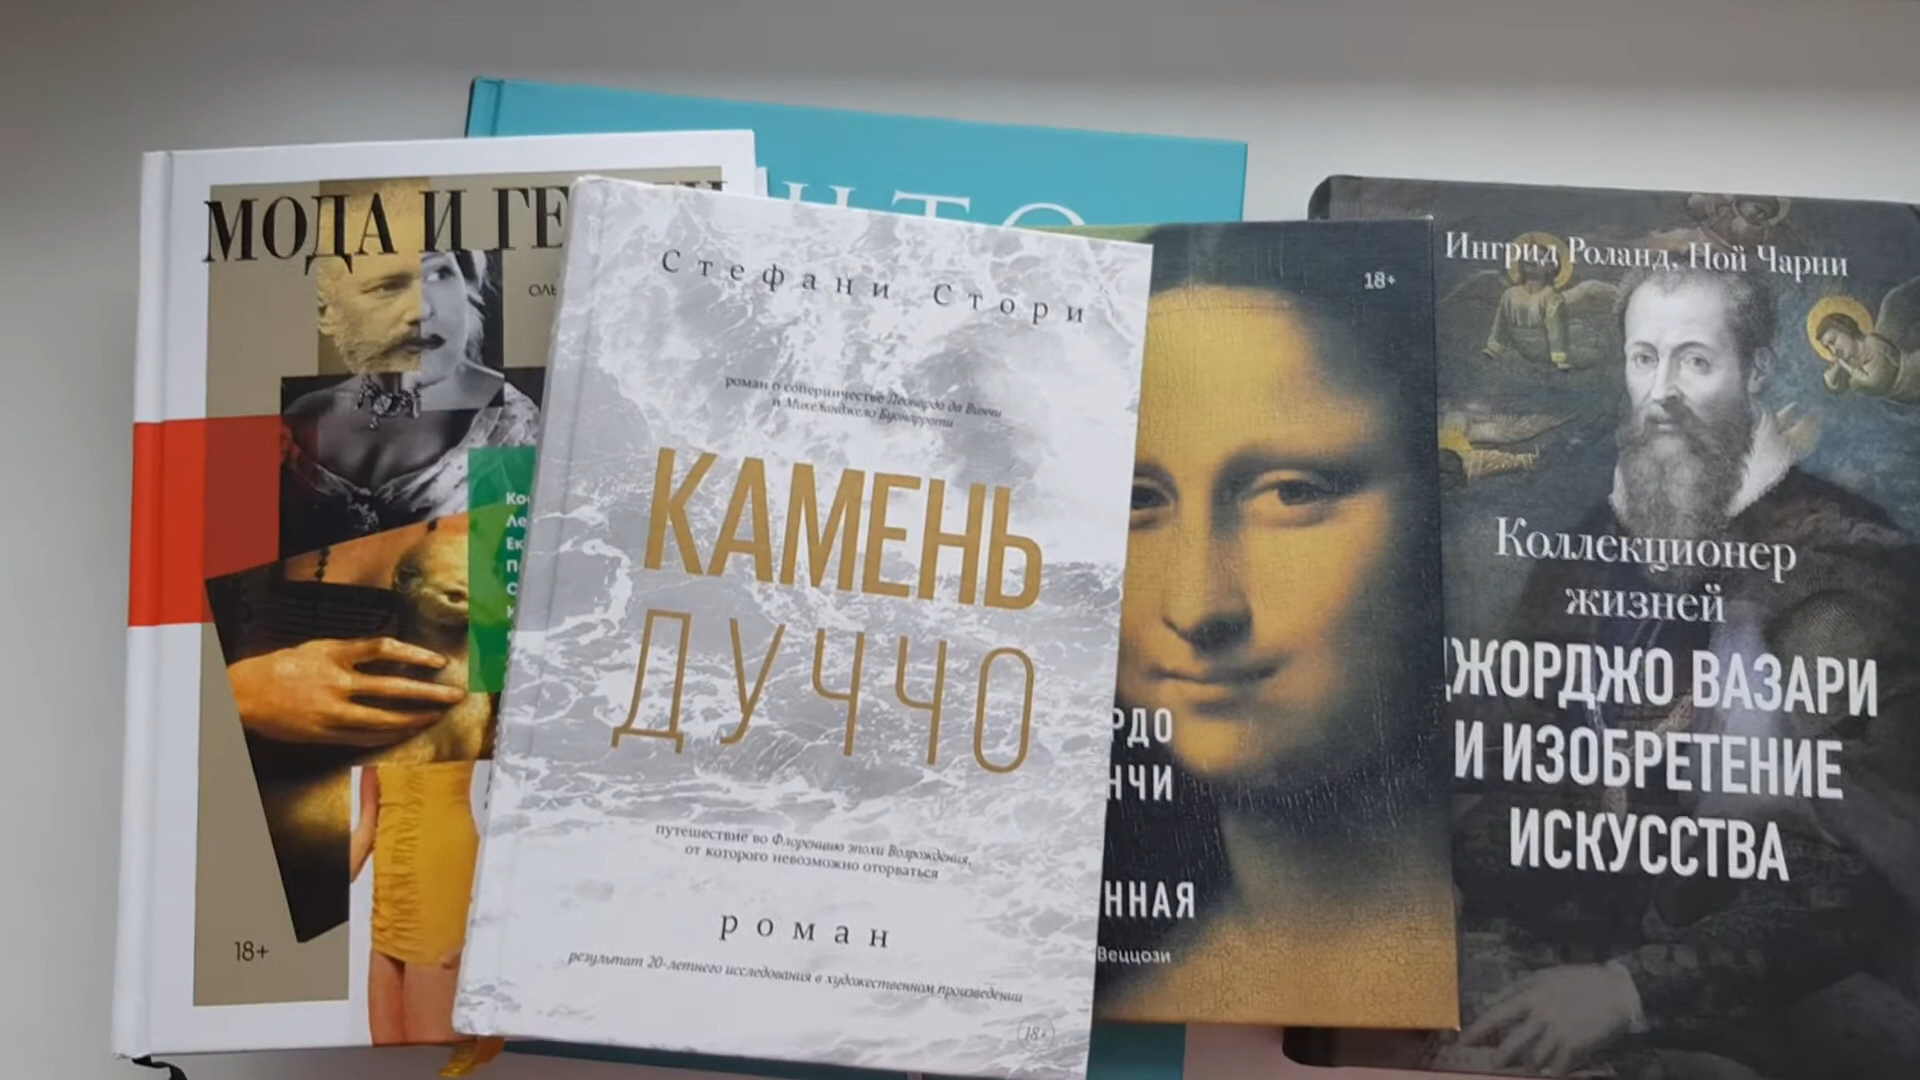 МОДА И ГЕ
ОЛЬ
18+
НТО
Стефани Стори
роман о соперничестве Леонардо да Винчи
и Микеланджело Буонарроти
КАМЕНЬ
ДУЧЧО
путешествие во Флоренцию эпохи Возрождения,
от которого невозможно оторваться
роман
результат 20-летнего исследования в художественном произведении
18+
18+
РДО
НЧИ
ННАЯ
Веццози
Ингрид Роланд, Ной Чарни
Коллекционер
жизней
ДЖОРДЖО ВАЗАРИ
И ИЗОБРЕТЕНИЕ
ИСКУССТВА